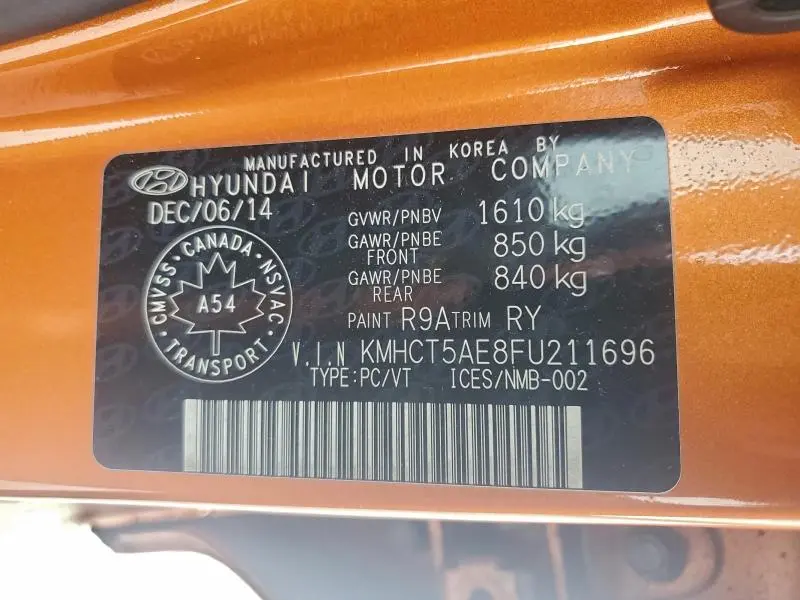 MANUFACTURED IN KOREA BY
HYUNDAI MOTOR COMPANY
DEC/06/14
GVWR/PNBV 1610 kg
GAWR/PNBE FRONT 850 kg
GAWR/PNBE REAR 840 kg
PAINT R9A TRIM RY
CANADA
CMVSS · NSVAC
A54
TRANSPORT
V.I.N KMHCT5AE8FU211696
TYPE:PC/VT ICES/NMB-002